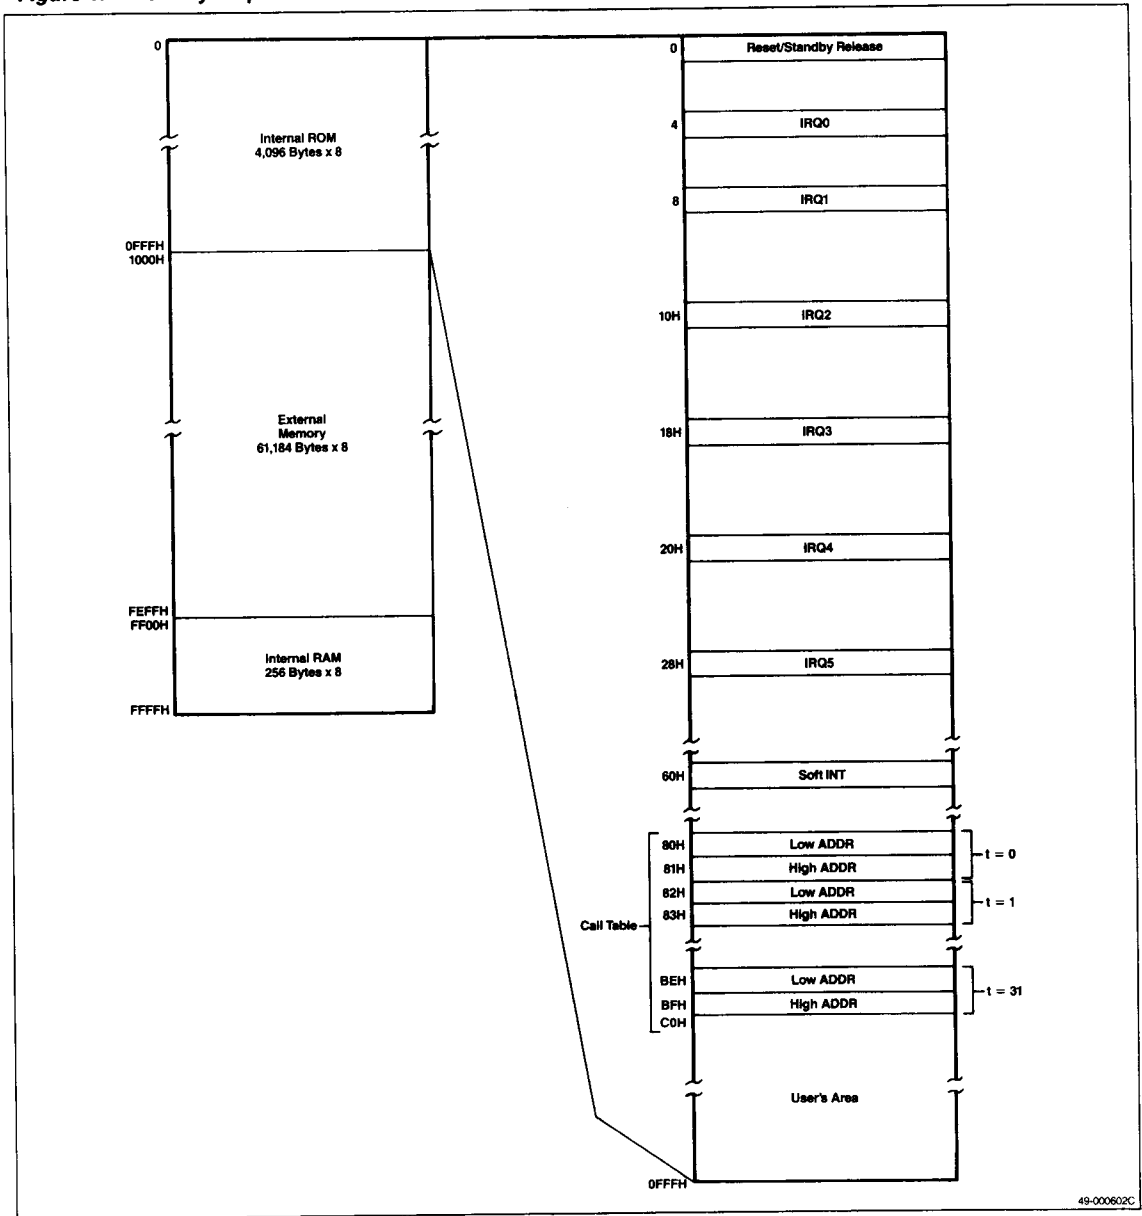 0
Internal ROM
4,096 Bytes x 8
0FFFH
1000H
External
Memory
61,184 Bytes x 8
FEFFH
FF00H
Internal RAM
256 Bytes x 8
FFFFH
0 Reset/Standby Release
4 IRQ0
8 IRQ1
10H IRQ2
18H IRQ3
20H IRQ4
28H IRQ5
60H Soft INT
Call Table
80H Low ADDR
81H High ADDR
t = 0
82H Low ADDR
83H High ADDR
t = 1
BEH Low ADDR
BFH High ADDR
t = 31
C0H
User's Area
0FFFH
49-000602C